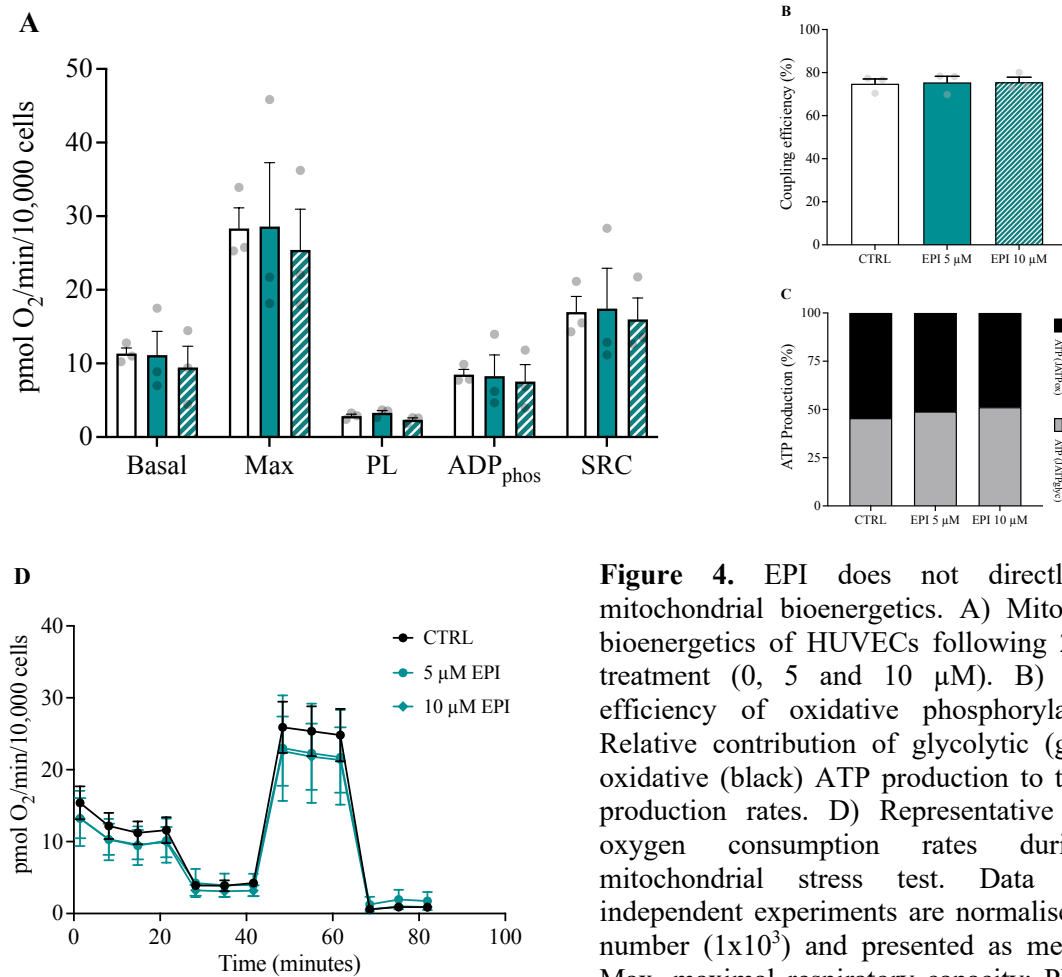 A
50
40
30
20
10
0
pmol O₂/min/10,000 cells
Basal Max PL ADPphos SRC
B
100
80
60
40
20
0
Coupling efficiency (%)
CTRL EPI 5 µM EPI 10 µM
C
100
75
50
25
0
ATP Production (%)
CTRL EPI 5 µM EPI 10 µM
ATP (JATPox)
ATP (JATPglyc)
D
40
30
20
10
0
pmol O₂/min/10,000 cells
0 20 40 60 80 100
Time (minutes)
CTRL
5 µM EPI
10 µM EPI
Figure 4. EPI does not directl
mitochondrial bioenergetics. A) Mito
bioenergetics of HUVECs following 2
treatment (0, 5 and 10 µM). B)
efficiency of oxidative phosphoryla
Relative contribution of glycolytic (g
oxidative (black) ATP production to t
production rates. D) Representative
oxygen consumption rates duri
mitochondrial stress test. Data
independent experiments are normalise
number (1x10³) and presented as me